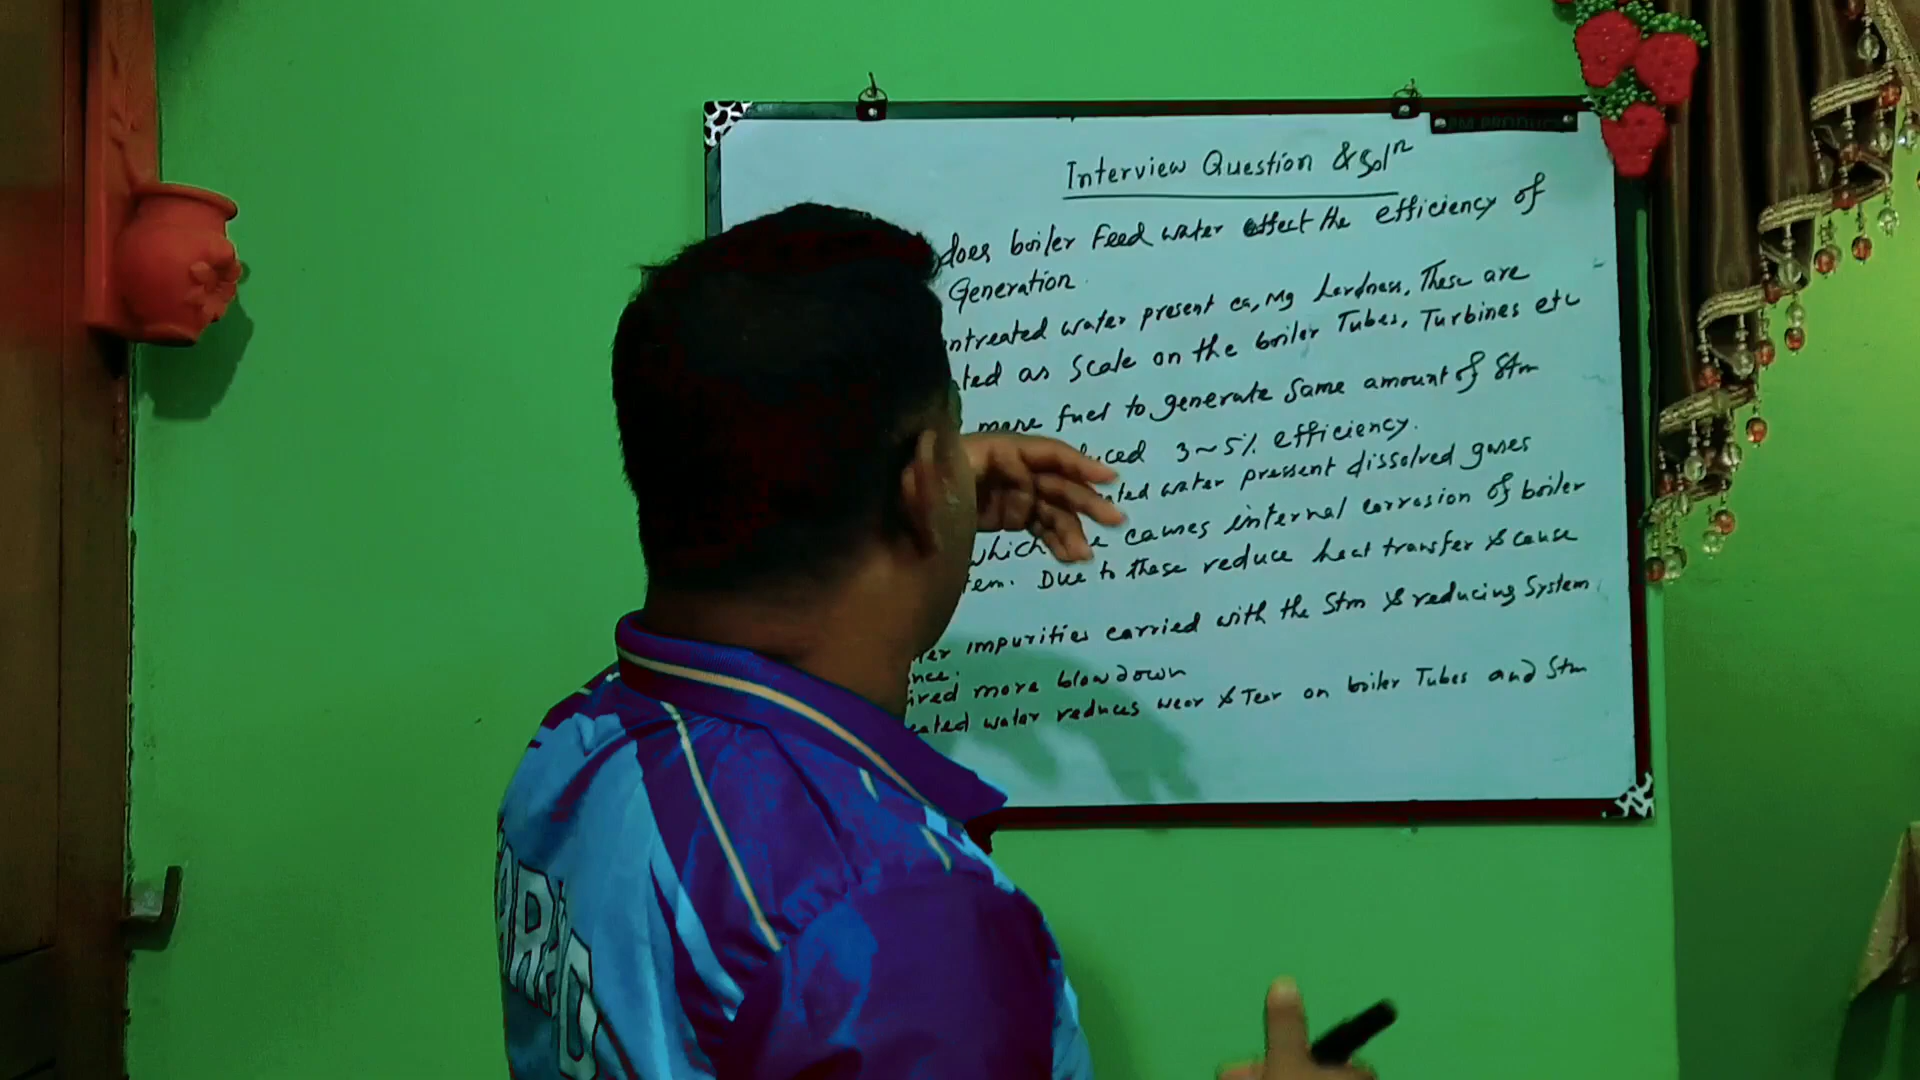 PM PRODUCT
Interview Question & Solⁿ
does boiler Feed water effect the efficiency of
Generation.
untreated water present ca, Mg hardness, These are
ted as Scale on the boiler Tubes, Turbines etc
more fuel to generate Same amount of Stm
uced 3~5% efficiency.
ated water pressent dissolved gases
which causes internal corrosion of boiler
tem. Due to these reduce heat transfer & cause
impurities carried with the Stm & reducing System
nce.
ired more blowdown
eated water reduces wear & Tear on boiler Tubes and Stm